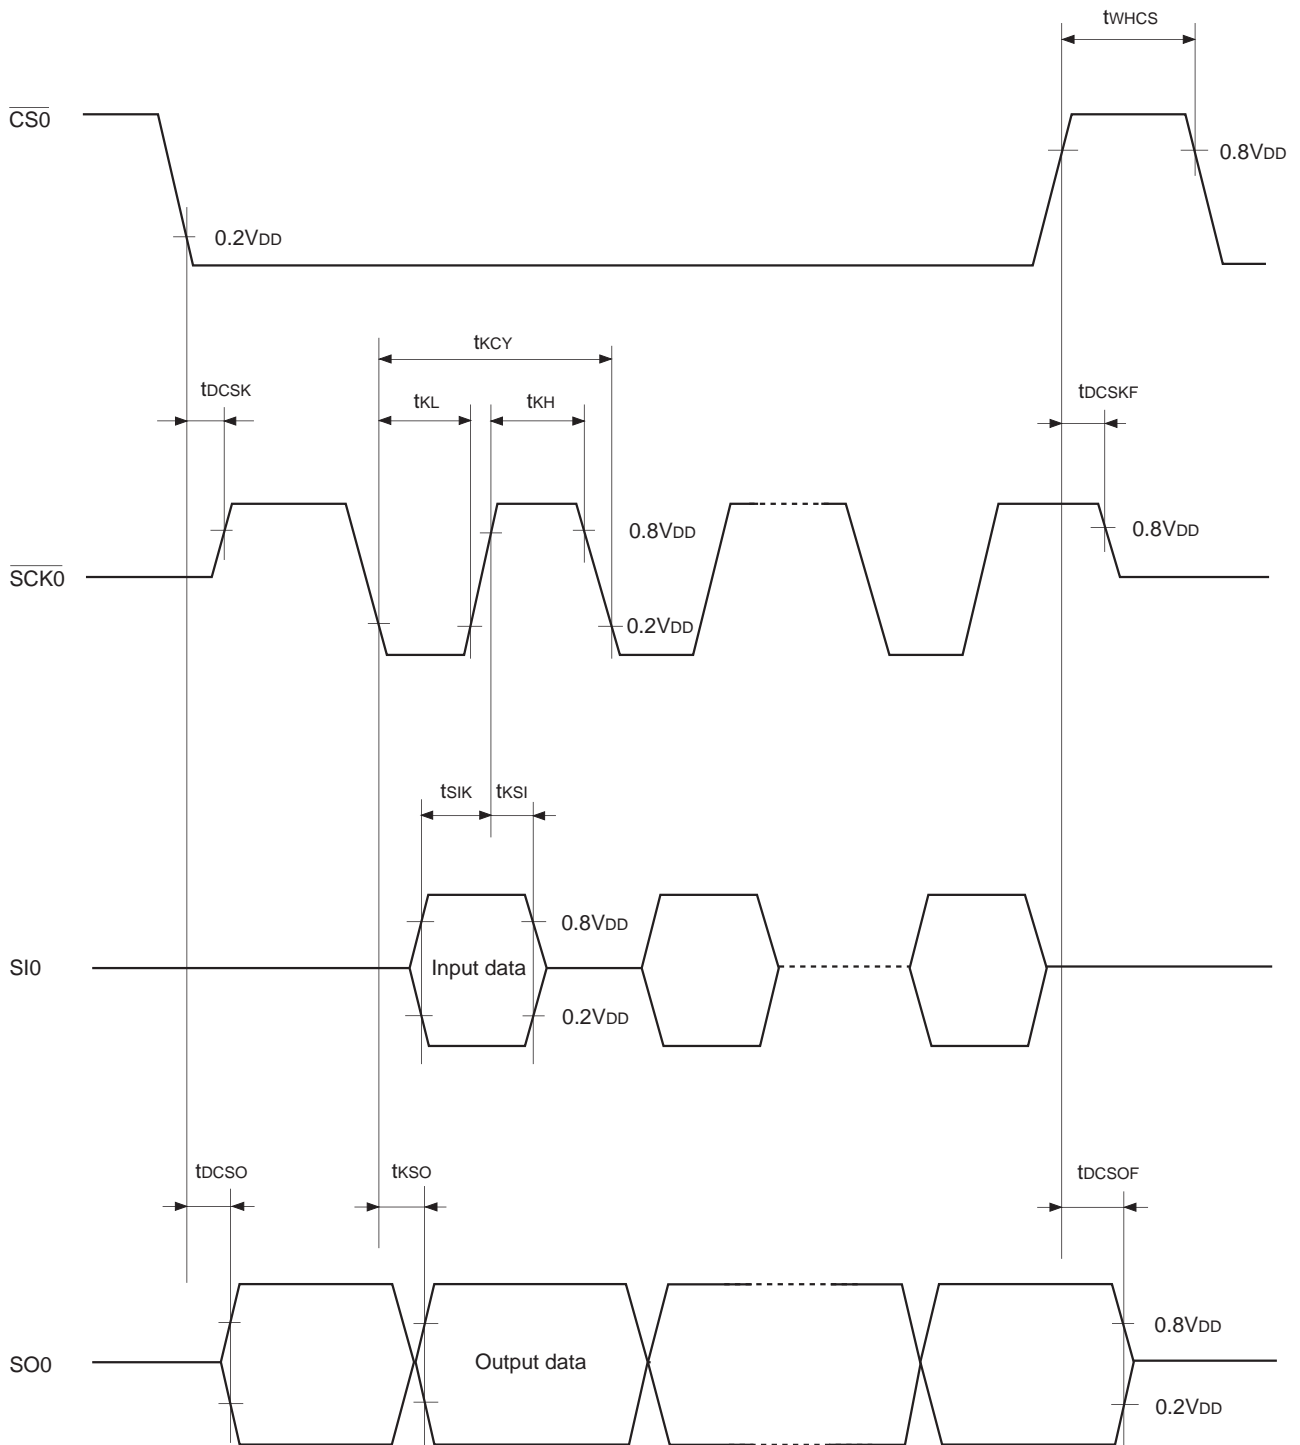 tWHCS
CS0
0.8VDD
0.2VDD
tKCY
tDCSK
tKL
tKH
tDCSKF
0.8VDD
0.8VDD
SCK0
0.2VDD
tSIK
tKSI
0.8VDD
SI0
Input data
0.2VDD
tDCSO
tKSO
tDCSOF
0.8VDD
SO0
Output data
0.2VDD